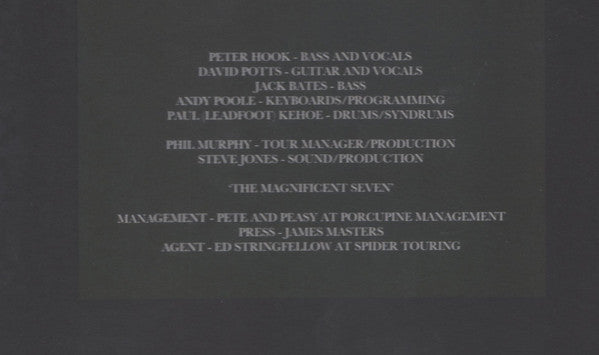 PETER HOOK - BASS AND VOCALS
DAVID POTTS - GUITAR AND VOCALS
JACK BATES - BASS
ANDY POOLE - KEYBOARDS/PROGRAMMING
PAUL (LEADFOOT) KEHOE - DRUMS/SYNDRUMS
PHIL MURPHY - TOUR MANAGER/PRODUCTION
STEVE JONES - SOUND/PRODUCTION
'THE MAGNIFICENT SEVEN'
MANAGEMENT - PETE AND PEASY AT PORCUPINE MANAGEMENT
PRESS - JAMES MASTERS
AGENT - ED STRINGFELLOW AT SPIDER TOURING